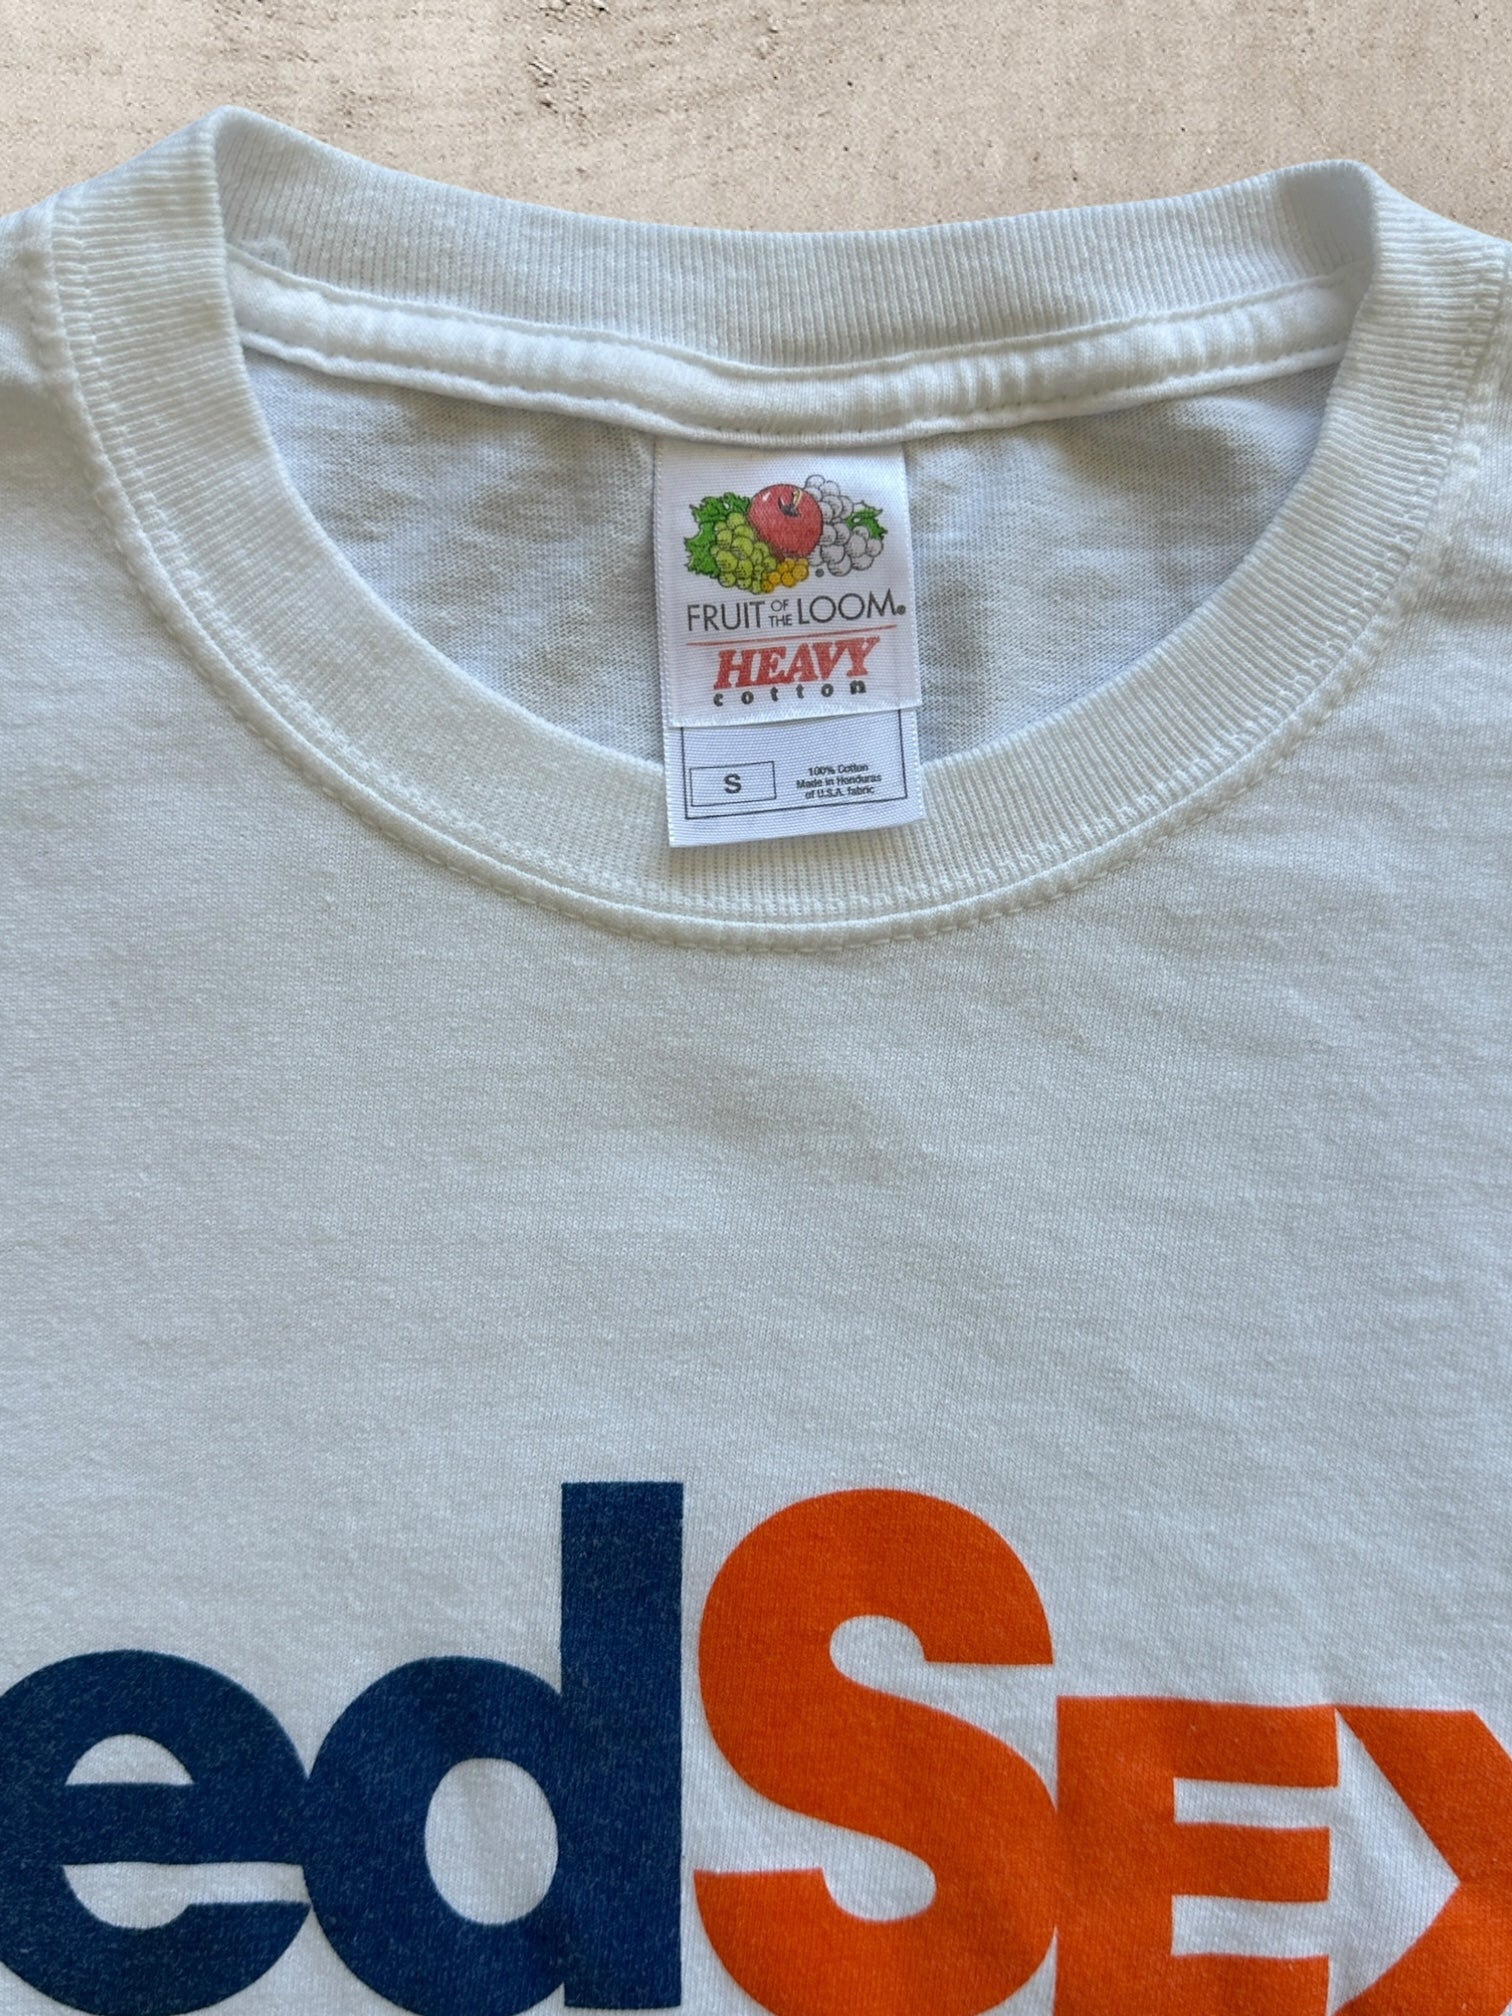 FRUIT OF THE LOOM®
HEAVY
cotton
S
100% Cotton
Made in Honduras
of U.S.A. fabric
edSEX